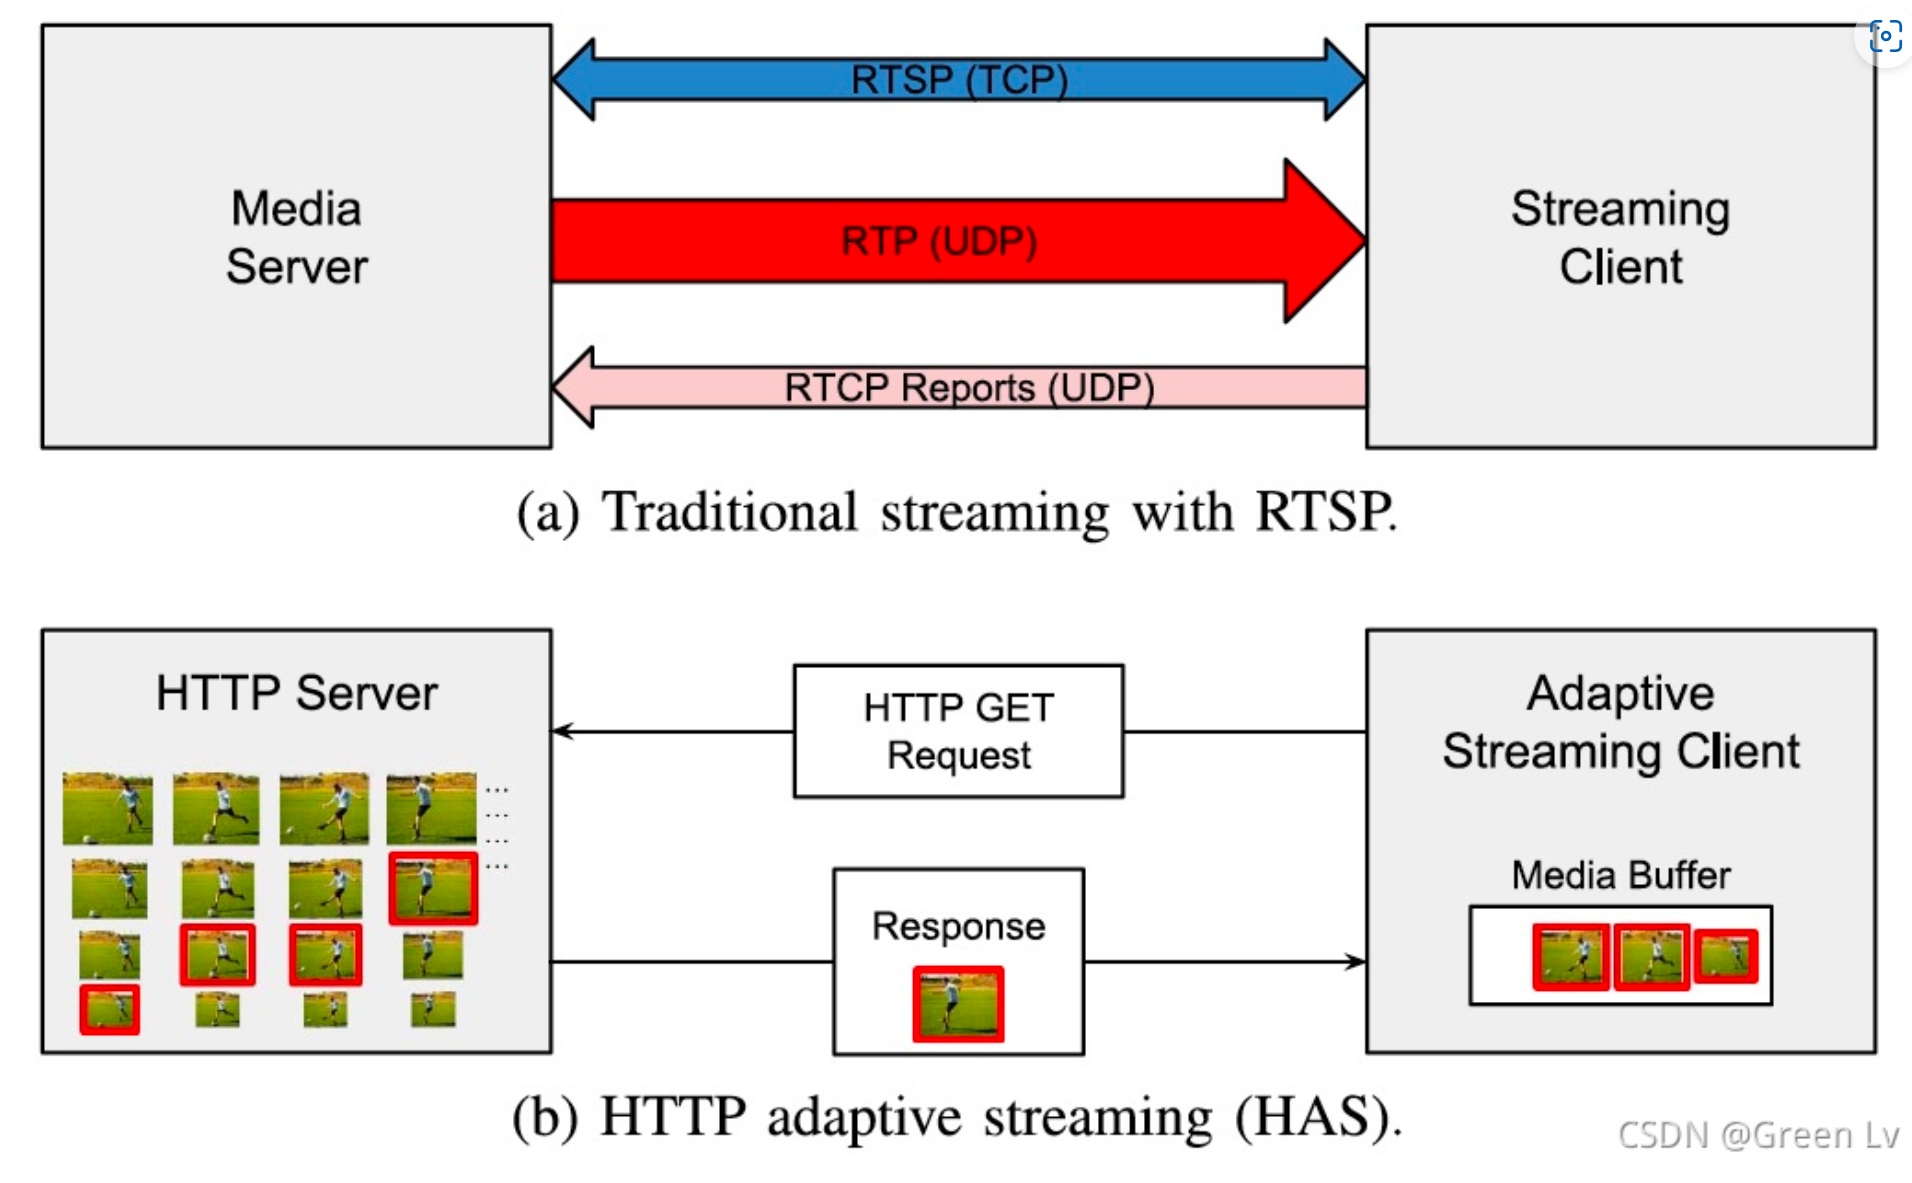 RTSP (TCP)
Media
Server
RTP (UDP)
Streaming
Client
RTCP Reports (UDP)
(a) Traditional streaming with RTSP.
HTTP Server
HTTP GET
Request
Adaptive
Streaming Client
...
...
...
...
Media Buffer
Response
(b) HTTP adaptive streaming (HAS).
CSDN @Green Lv